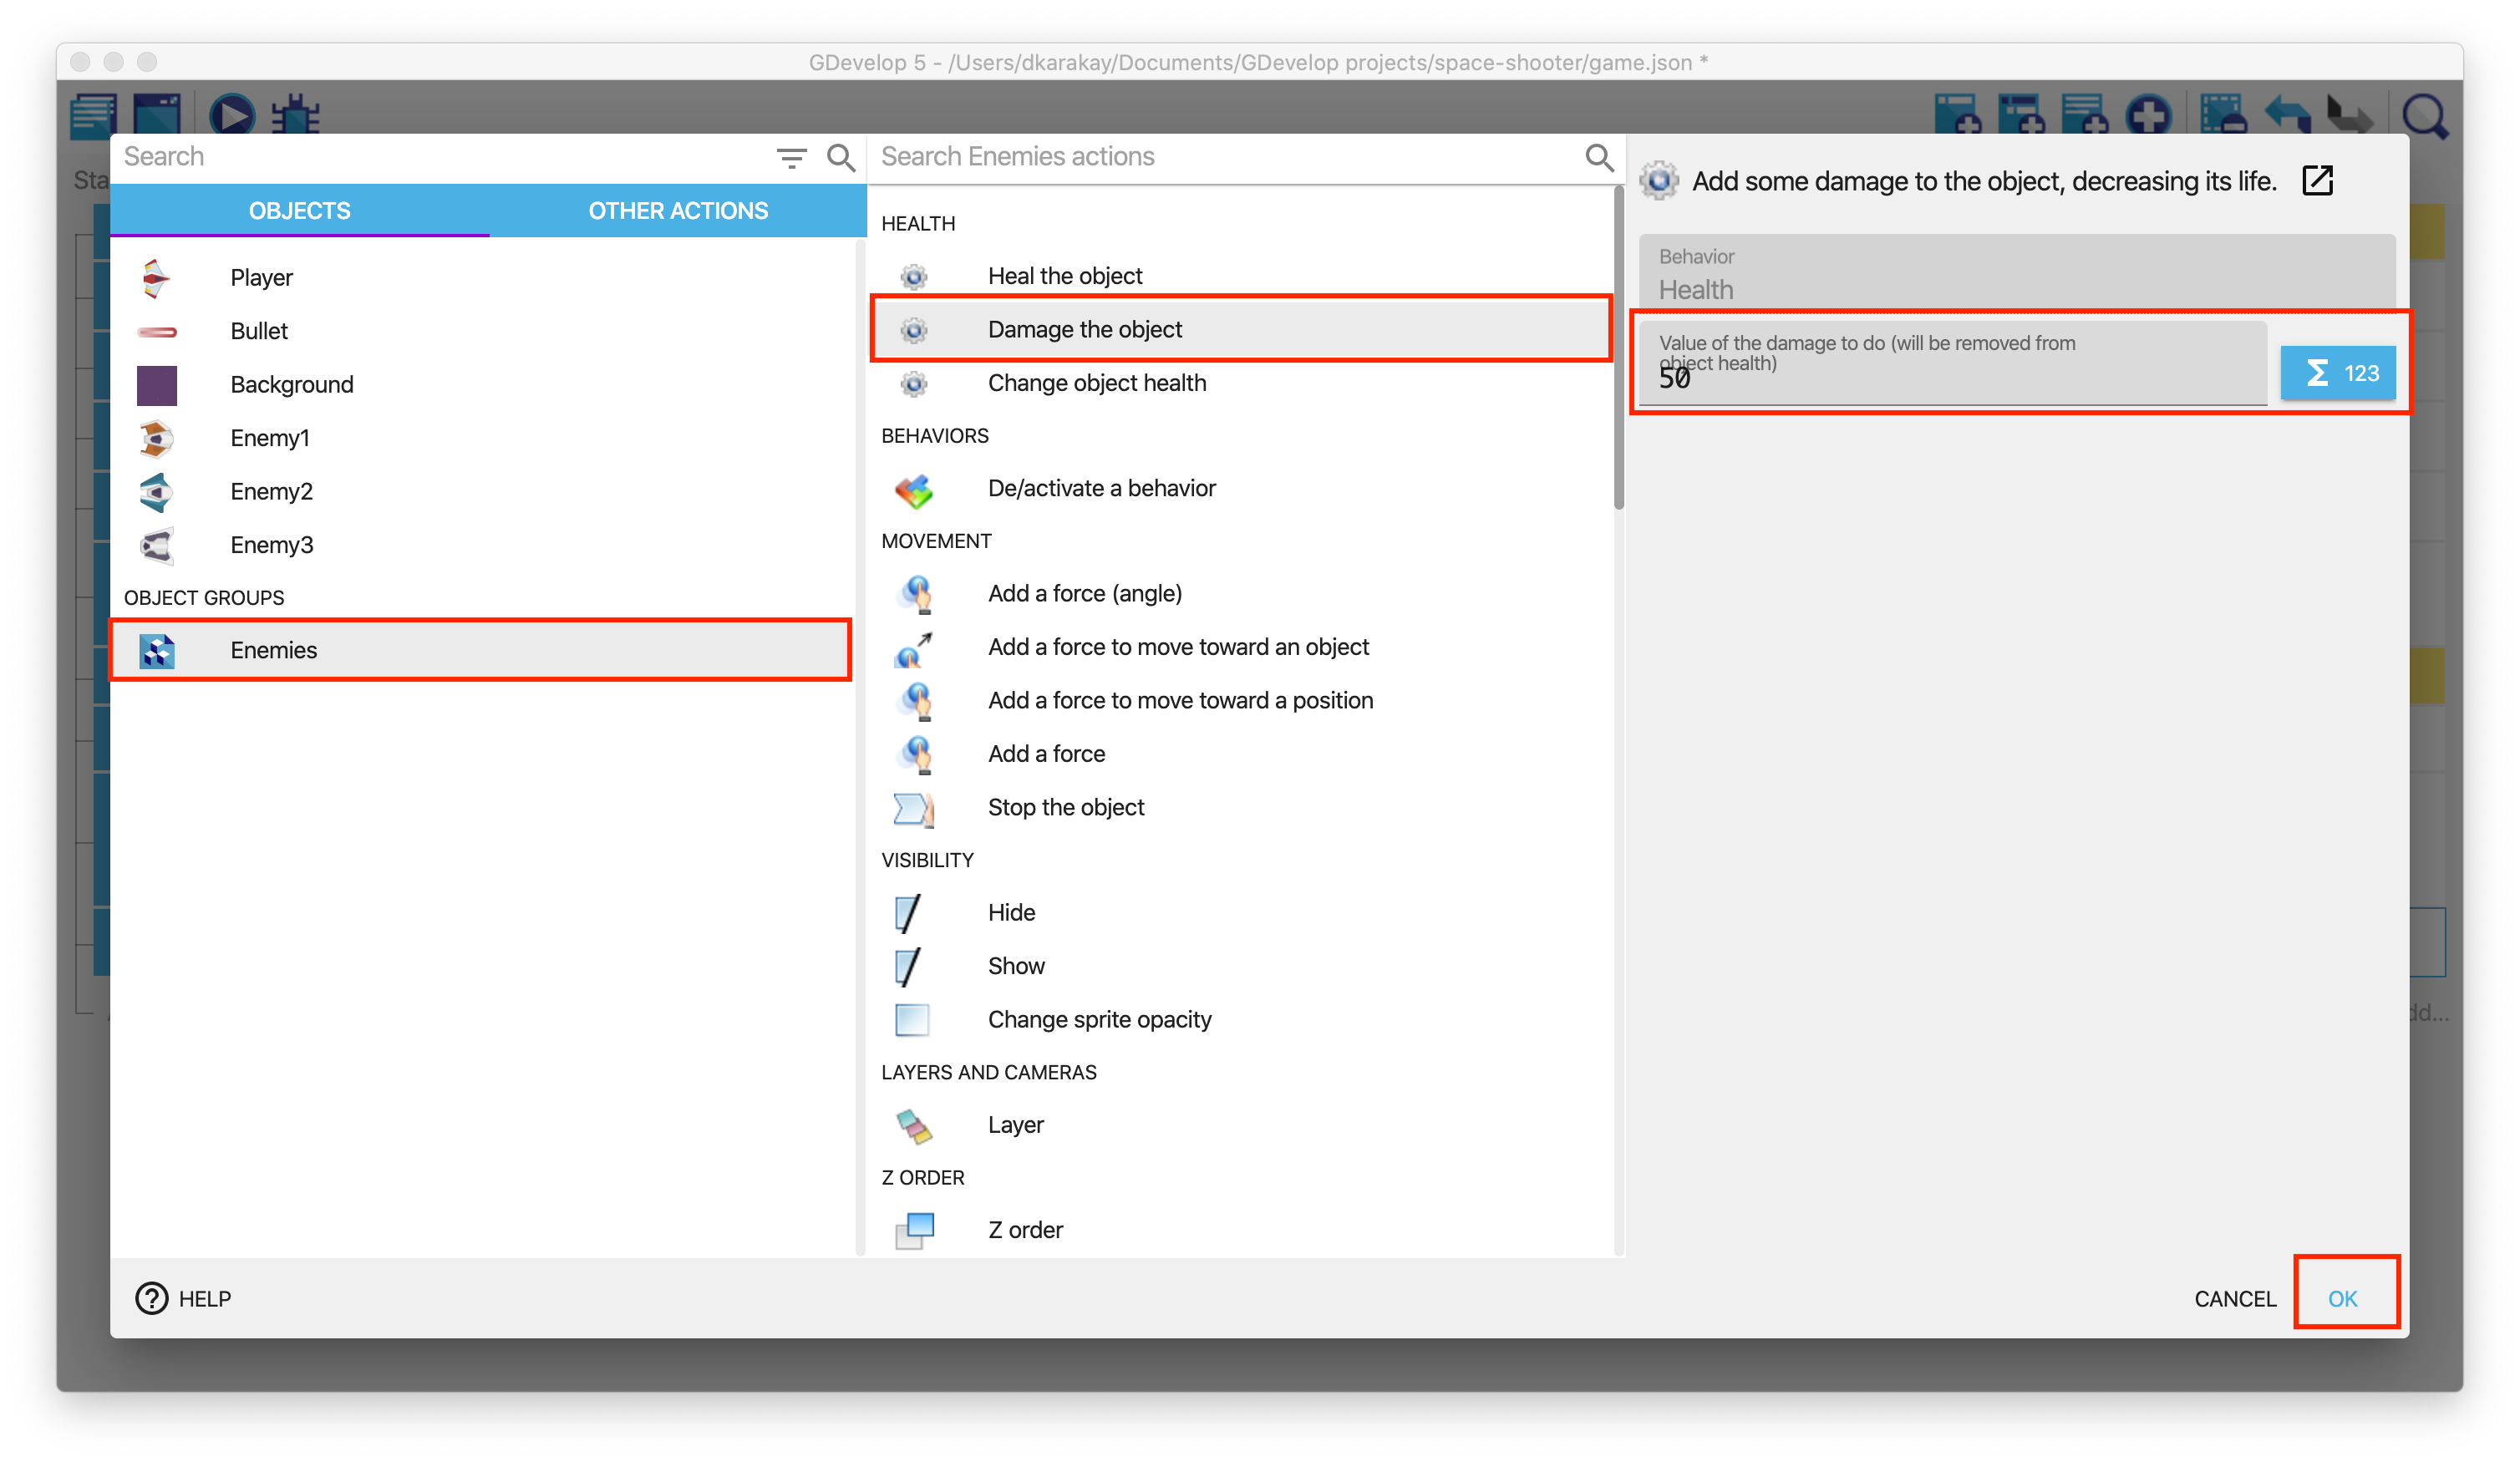 GDevelop 5 - /Users/dkarakay/Documents/GDevelop projects/space-shooter/game.json *
Sta
Search
OBJECTS
OTHER ACTIONS
Player
Bullet
Background
Enemy1
Enemy2
Enemy3
OBJECT GROUPS
Enemies
Search Enemies actions
HEALTH
Heal the object
Damage the object
Change object health
BEHAVIORS
De/activate a behavior
MOVEMENT
Add a force (angle)
Add a force to move toward an object
Add a force to move toward a position
Add a force
Stop the object
VISIBILITY
Hide
Show
Change sprite opacity
LAYERS AND CAMERAS
Layer
Z ORDER
Z order
Add some damage to the object, decreasing its life.
Behavior
Health
Value of the damage to do (will be removed from
object health)
50
Σ 123
dd...
? HELP
CANCEL
OK